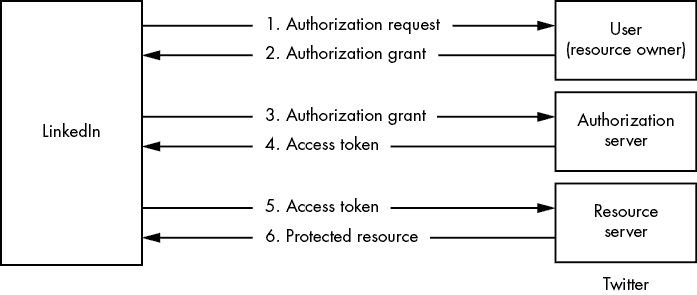 1. Authorization request
User
(resource owner)
2. Authorization grant
LinkedIn
3. Authorization grant
Authorization
server
4. Access token
5. Access token
Resource
server
6. Protected resource
Twitter